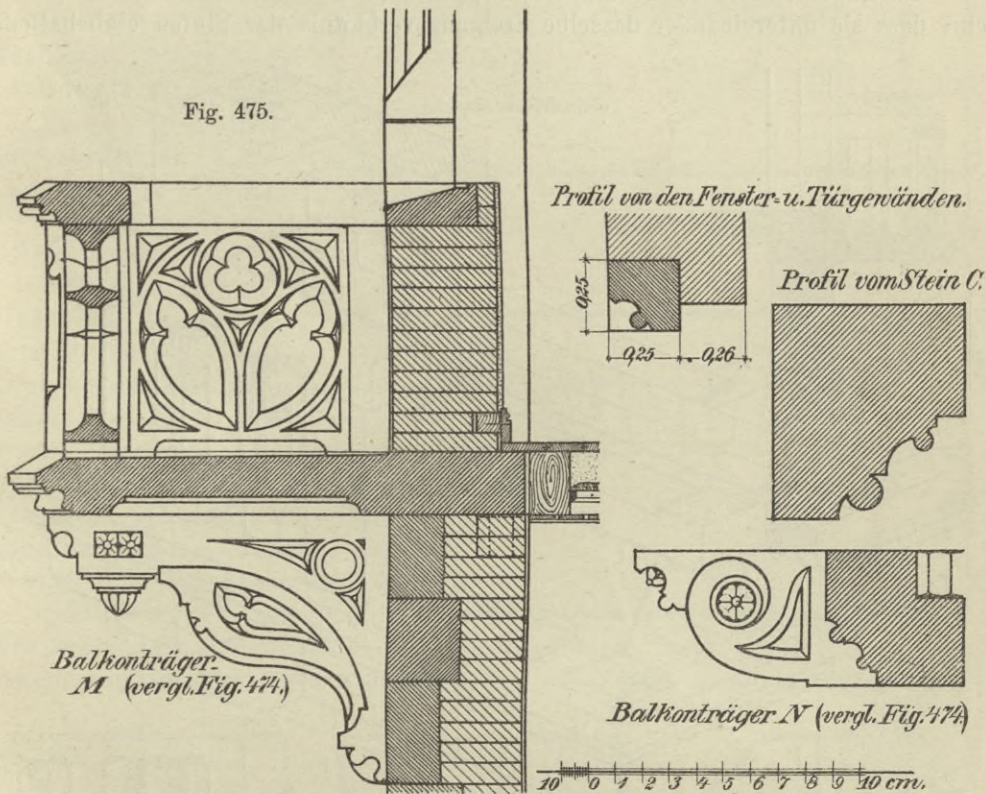 Fig. 475.
Profil von den Fenster- u. Türgewänden.
0,25
0,25
0,26
Profil vom Stein C.
Balkonträger
M (vergl. Fig. 474.)
Balkonträger N (vergl. Fig. 474)
10 0 1 2 3 4 5 6 7 8 9 10 cm.